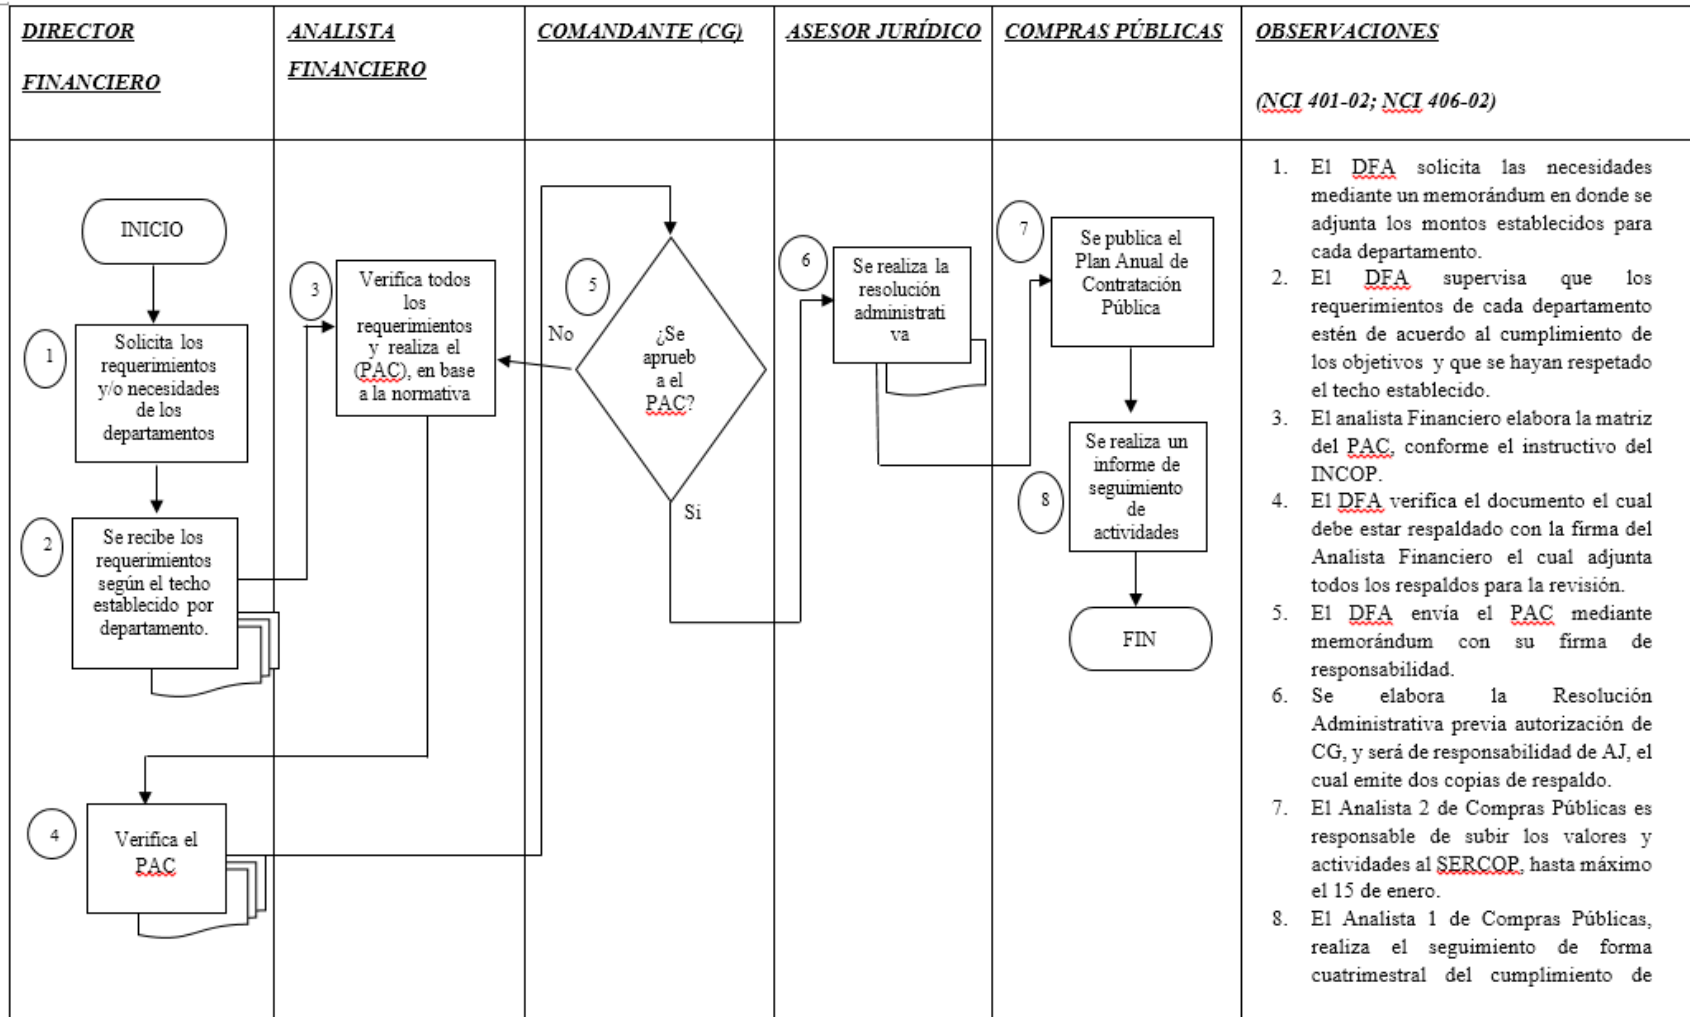 DIRECTOR
FINANCIERO
ANALISTA
FINANCIERO
COMANDANTE (CG)
ASESOR JURÍDICO
COMPRAS PÚBLICAS
OBSERVACIONES
(NCI 401-02; NCI 406-02)
INICIO
1
Solicita los
requerimientos
y/o necesidades
de los
departamentos
2
Se recibe los
requerimientos
según el techo
establecido por
departamento.
4
Verifica el
PAC
3
Verifica todos
los
requerimientos
y realiza el
(PAC), en base
a la normativa
5
No
¿Se
aprueb
a el
PAC?
Si
6
Se realiza la
resolución
administrati
va
7
Se publica el
Plan Anual de
Contratación
Pública
8
Se realiza un
informe de
seguimiento
de
actividades
FIN
1. El DFA solicita las necesidades
mediante un memorándum en donde se
adjunta los montos establecidos para
cada departamento.
2. El DFA supervisa que los
requerimientos de cada departamento
estén de acuerdo al cumplimiento de
los objetivos y que se hayan respetado
el techo establecido.
3. El analista Financiero elabora la matriz
del PAC, conforme el instructivo del
INCOP.
4. El DFA verifica el documento el cual
debe estar respaldado con la firma del
Analista Financiero el cual adjunta
todos los respaldos para la revisión.
5. El DFA envía el PAC mediante
memorándum con su firma de
responsabilidad.
6. Se elabora la Resolución
Administrativa previa autorización de
CG, y será de responsabilidad de AJ, el
cual emite dos copias de respaldo.
7. El Analista 2 de Compras Públicas es
responsable de subir los valores y
actividades al SERCOP, hasta máximo
el 15 de enero.
8. El Analista 1 de Compras Públicas,
realiza el seguimiento de forma
cuatrimestral del cumplimiento de